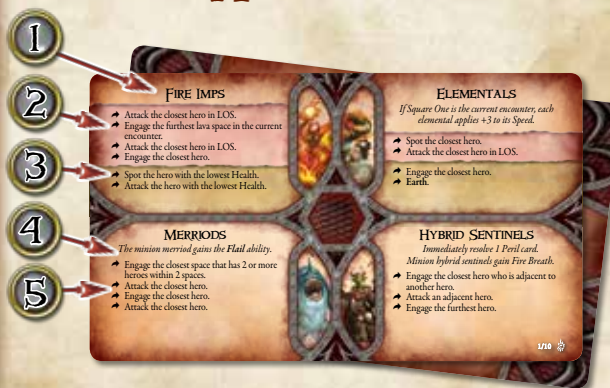 1
2
3
4
5
FIRE IMPS
Attack the closest hero in LOS.
Engage the furthest lava space in the current
encounter.
Attack the closest hero in LOS.
Engage the closest hero.
Spot the hero with the lowest Health.
Attack the hero with the lowest Health.
ELEMENTALS
If Square One is the current encounter, each
elemental applies +3 to its Speed.
Spot the closest hero.
Attack the closest hero in LOS.
Engage the closest hero.
Earth.
MERRIODS
The minion merriod gains the Flail ability.
Engage the closest space that has 2 or more
heroes within 2 spaces.
Attack the closest hero.
Engage the closest hero.
Attack the closest hero.
HYBRID SENTINELS
Immediately resolve 1 Peril card.
Minion hybrid sentinels gain Fire Breath.
Engage the closest hero who is adjacent to
another hero.
Attack an adjacent hero.
Engage the furthest hero.
1/10